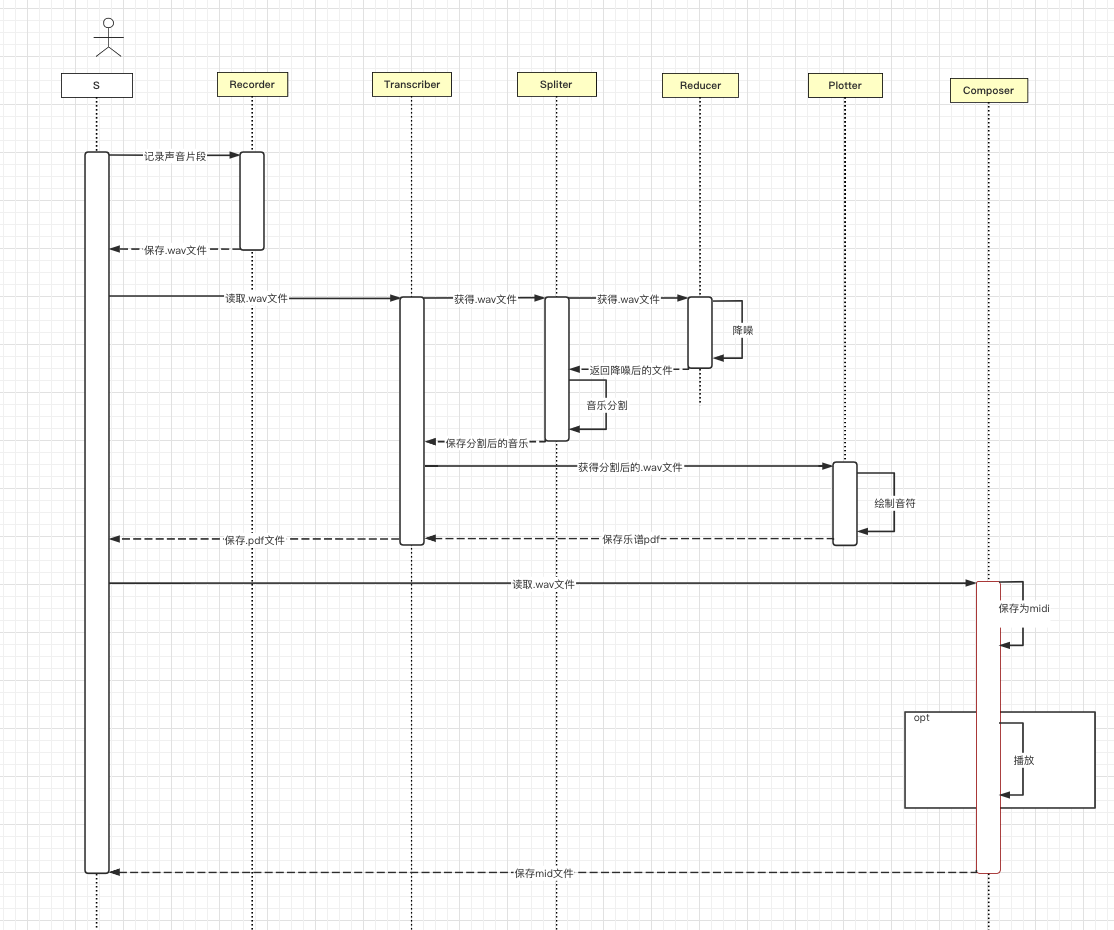 S
Recorder
Transcriber
Spliter
Reducer
Plotter
Composer
记录声音片段
保存.wav文件
读取.wav文件
获得.wav文件
获得.wav文件
降噪
返回降噪后的文件
音乐分割
保存分割后的音乐
获得分割后的.wav文件
绘制音符
保存.pdf文件
保存乐谱pdf
读取.wav文件
保存为midi
opt
播放
保存mid文件